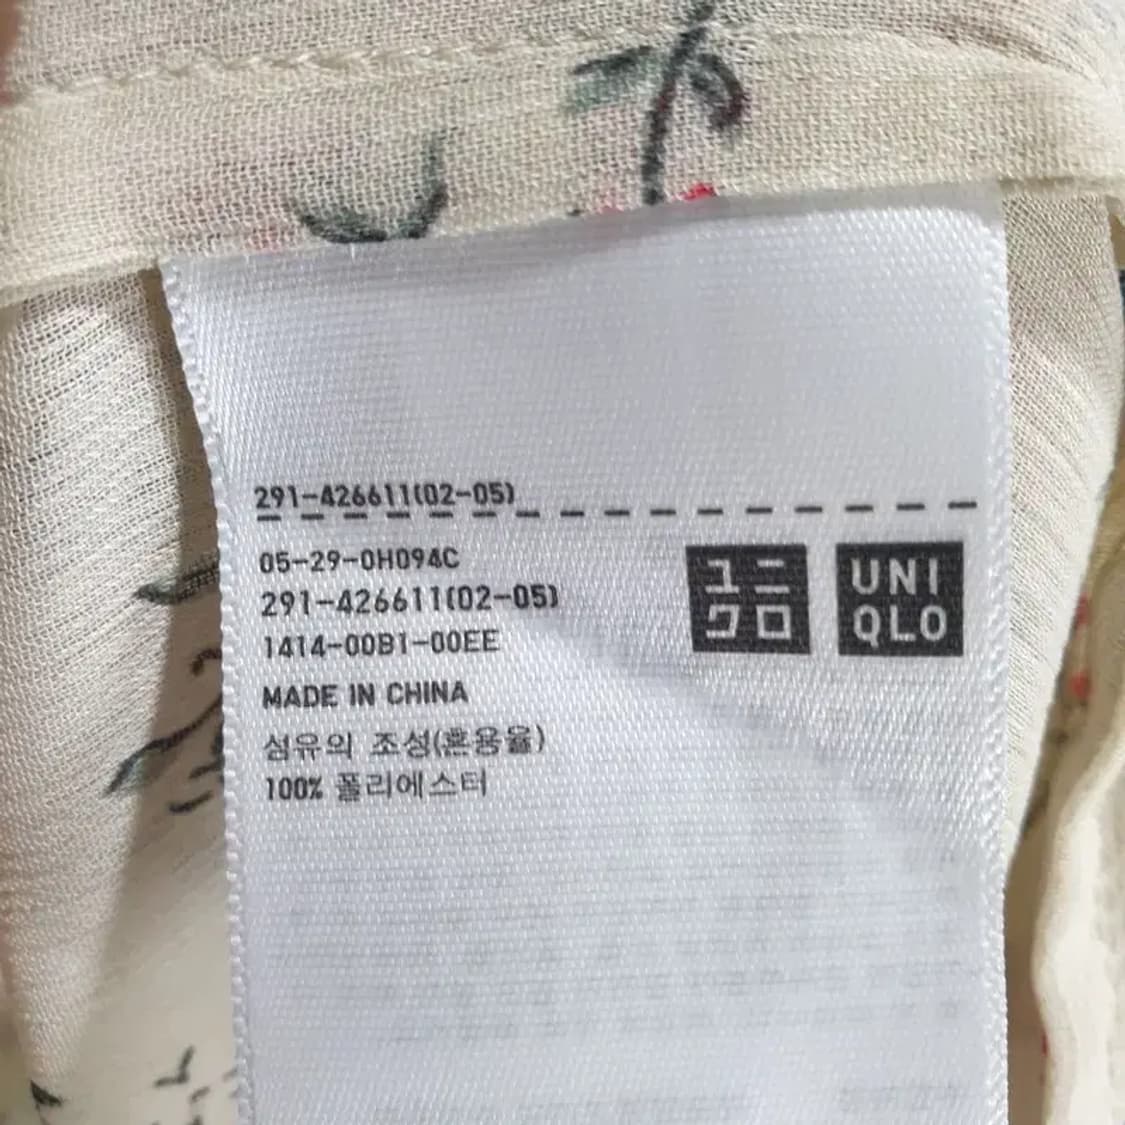 291-426611(02-05)
05-29-0H094C
291-426611(02-05)
1414-00B1-00EE
MADE IN CHINA
섬유의 조성(혼용율)
100% 폴리에스터
ユニ
クロ
UNI
QLO